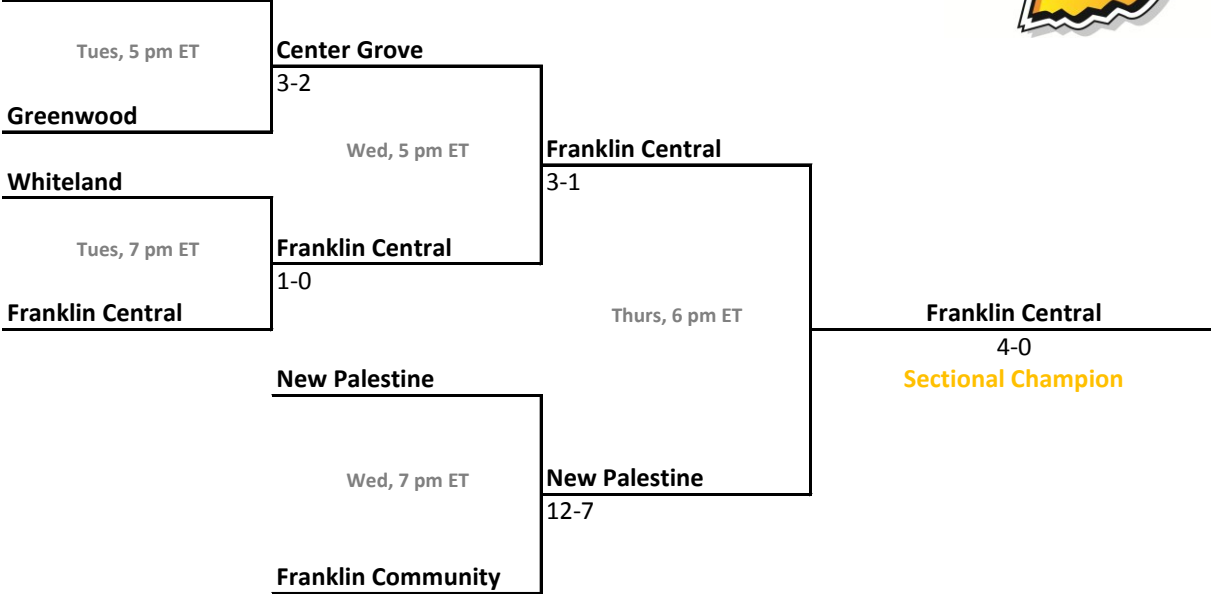 Tues, 5 pm ET
Center Grove
3-2
Greenwood
Wed, 5 pm ET
Franklin Central
3-1
Whiteland
Tues, 7 pm ET
Franklin Central
1-0
Franklin Central
Thurs, 6 pm ET
Franklin Central
4-0
Sectional Champion
New Palestine
Wed, 7 pm ET
New Palestine
12-7
Franklin Community